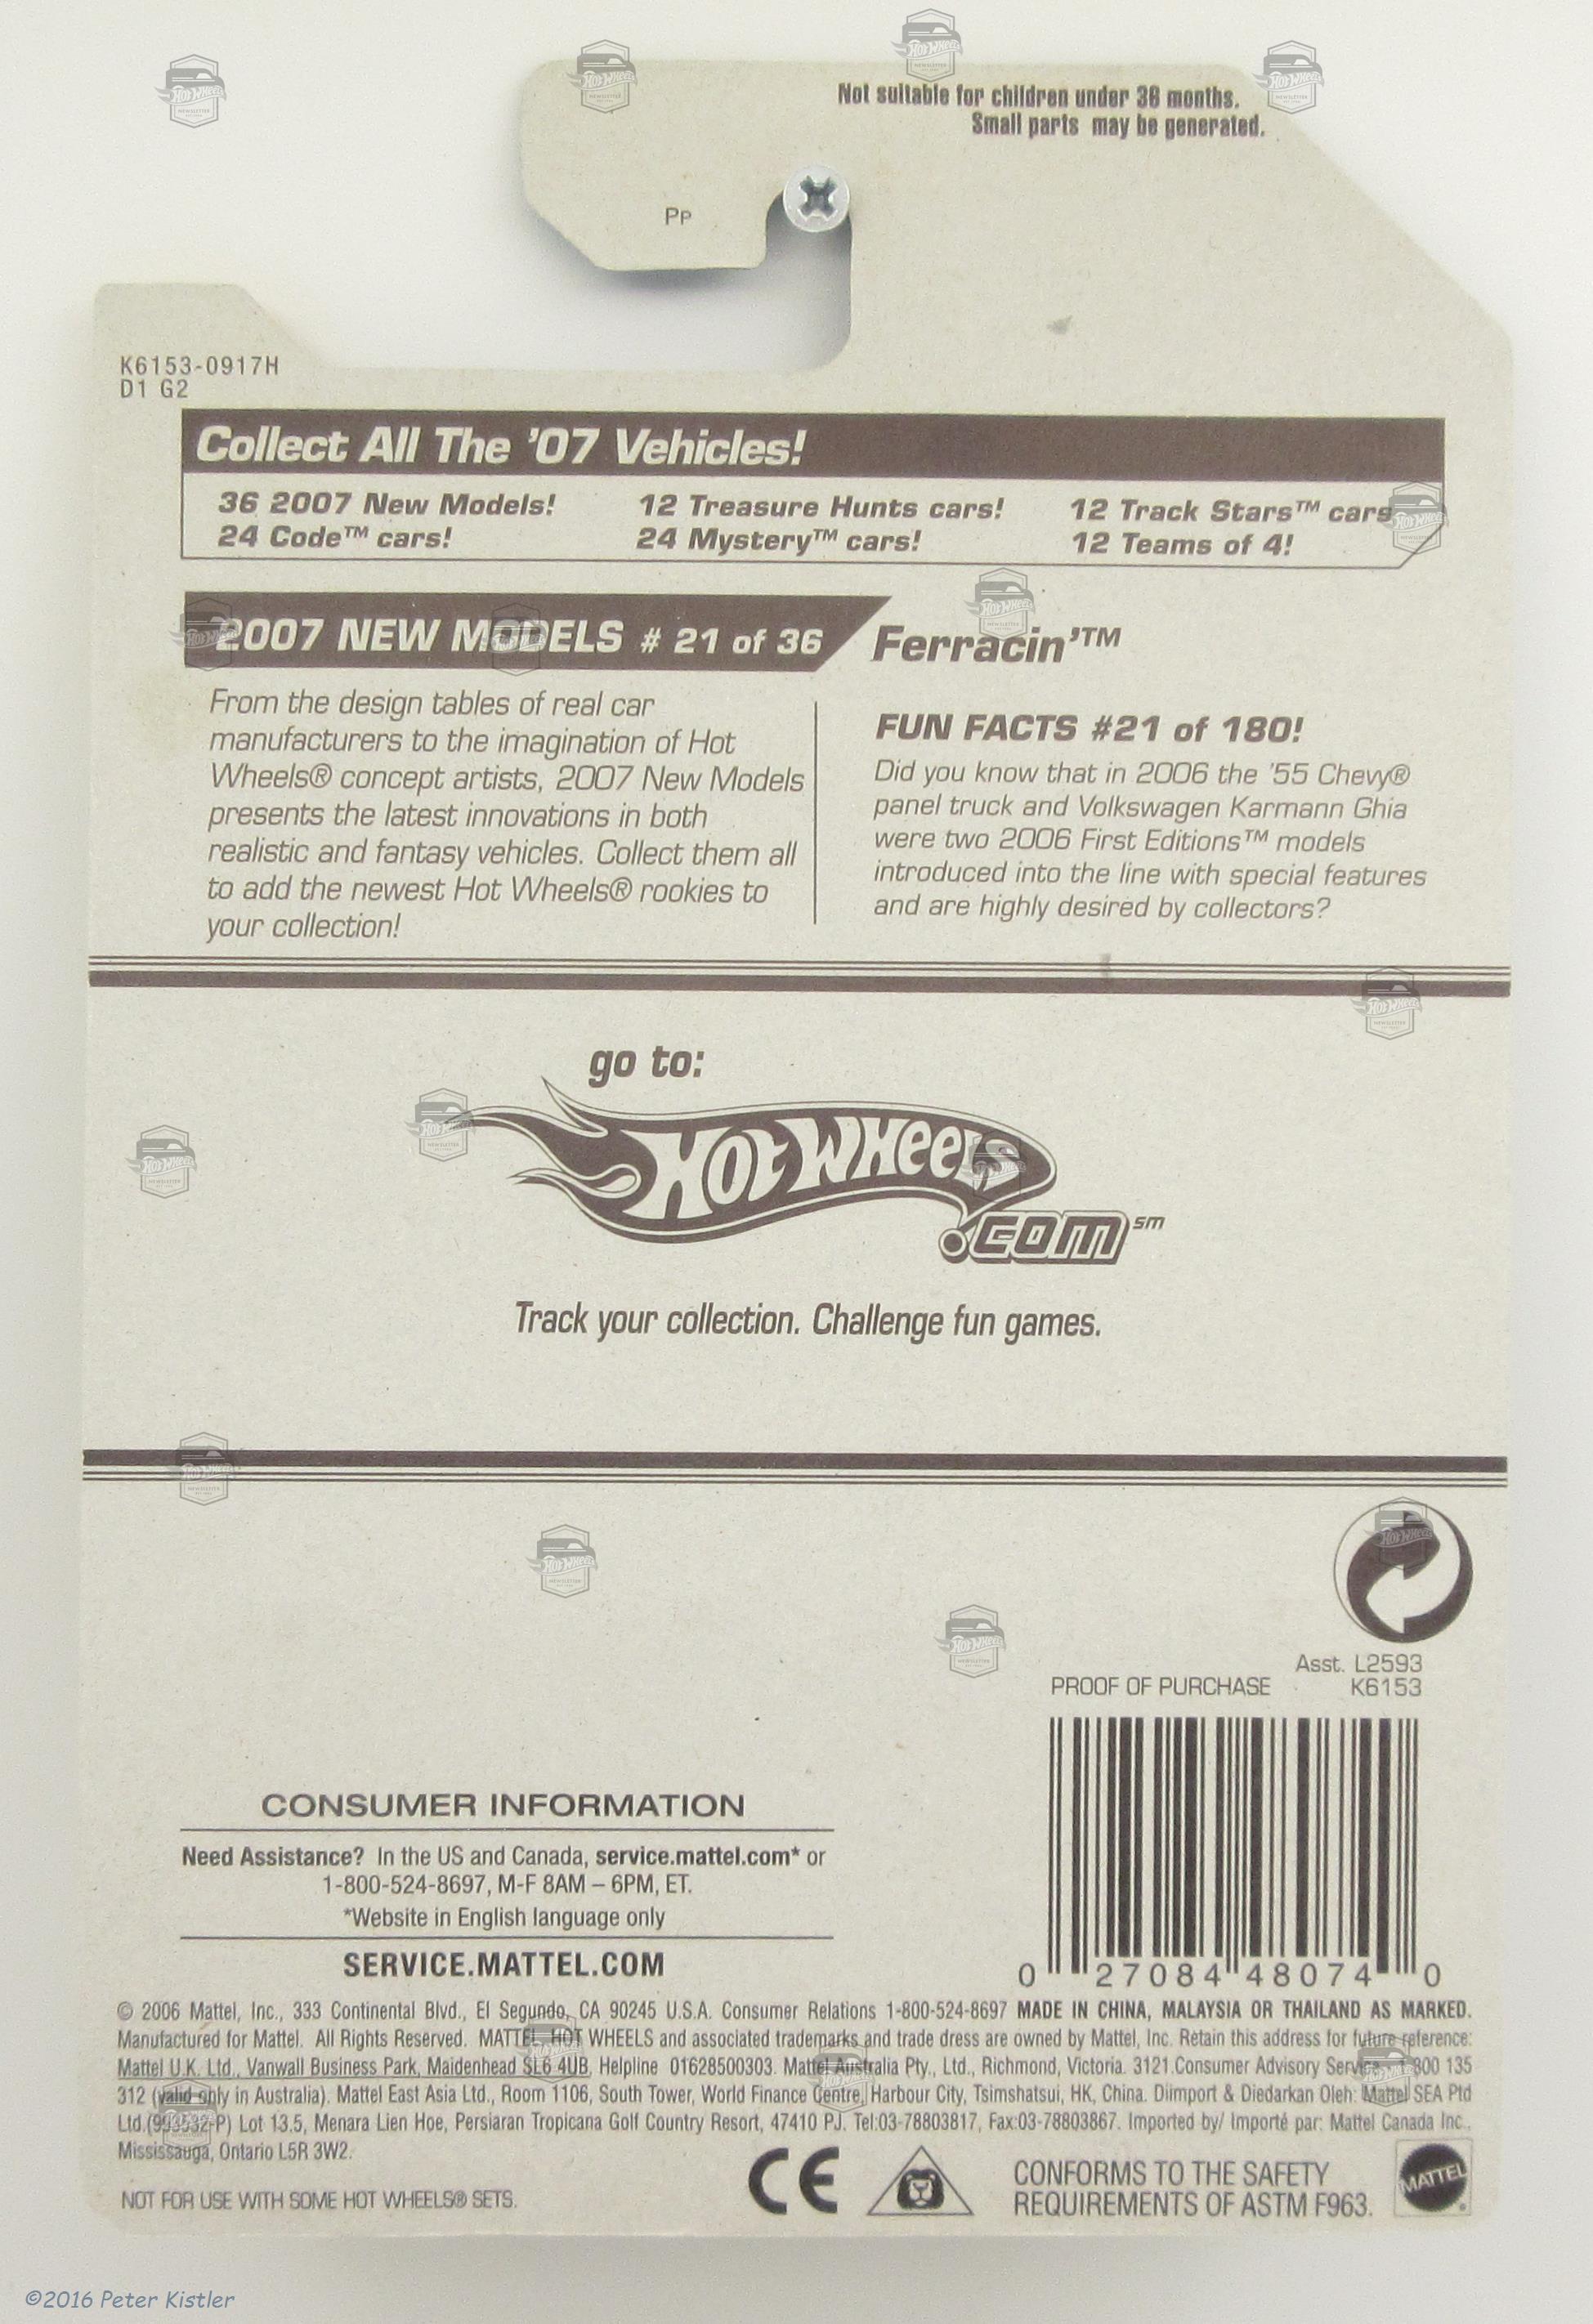 Not suitable for children under 36 months.
Small parts may be generated.
PP
K6153-0917H
D1 G2
Collect All The '07 Vehicles!
36 2007 New Models!
12 Treasure Hunts cars!
12 Track Stars™ cars
24 Code™ cars!
24 Mystery™ cars!
12 Teams of 4!
2007 NEW MODELS # 21 of 36
Ferracin'™
From the design tables of real car
manufacturers to the imagination of Hot
Wheels® concept artists, 2007 New Models
presents the latest innovations in both
realistic and fantasy vehicles. Collect them all
to add the newest Hot Wheels® rookies to
your collection!
FUN FACTS #21 of 180!
Did you know that in 2006 the '55 Chevy®
panel truck and Volkswagen Karmann Ghia
were two 2006 First Editions™ models
introduced into the line with special features
and are highly desired by collectors?
go to:
Hot Wheels
.com℠
Track your collection. Challenge fun games.
Asst. L2593
PROOF OF PURCHASE K6153
0 27084 48074 0
CONSUMER INFORMATION
Need Assistance? In the US and Canada, service.mattel.com* or
1-800-524-8697, M-F 8AM – 6PM, ET.
*Website in English language only
SERVICE.MATTEL.COM
© 2006 Mattel, Inc., 333 Continental Blvd., El Segundo, CA 90245 U.S.A. Consumer Relations 1-800-524-8697 MADE IN CHINA, MALAYSIA OR THAILAND AS MARKED.
Manufactured for Mattel. All Rights Reserved. MATTEL, HOT WHEELS and associated trademarks and trade dress are owned by Mattel, Inc. Retain this address for future reference:
Mattel U.K. Ltd., Vanwall Business Park, Maidenhead SL6 4UB, Helpline 01628500303. Mattel Australia Pty., Ltd., Richmond, Victoria. 3121.Consumer Advisory Service 1 800 135
312 (valid only in Australia). Mattel East Asia Ltd., Room 1106, South Tower, World Finance Centre, Harbour City, Tsimshatsui, HK, China. Diimport & Diedarkan Oleh: Mattel SEA Ptd
Ltd.(993532-P) Lot 13.5, Menara Lien Hoe, Persiaran Tropicana Golf Country Resort, 47410 PJ. Tel:03-78803817, Fax:03-78803867. Imported by/ Importé par: Mattel Canada Inc.,
Mississauga, Ontario L5R 3W2.
NOT FOR USE WITH SOME HOT WHEELS® SETS.
CE
CONFORMS TO THE SAFETY
REQUIREMENTS OF ASTM F963.
MATTEL
©2016 Peter Kistler